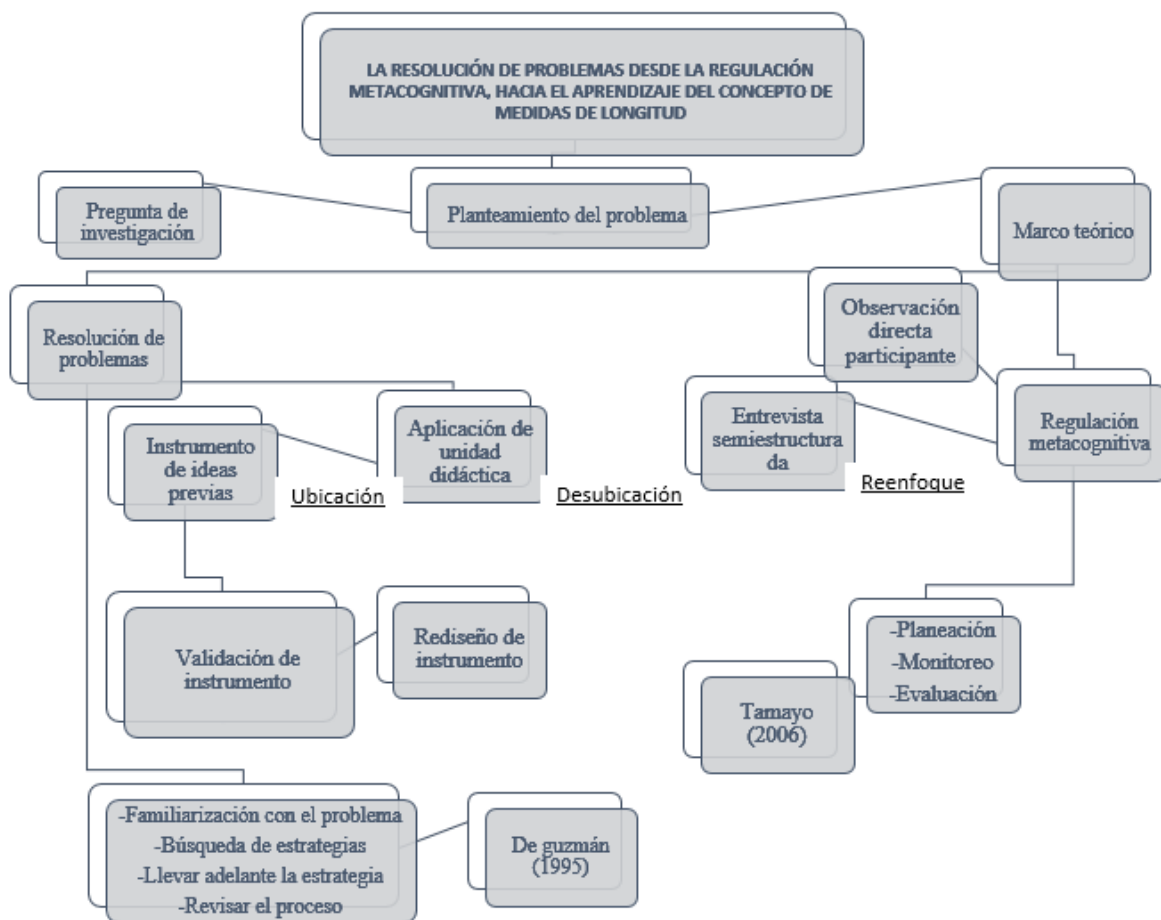 LA RESOLUCIÓN DE PROBLEMAS DESDE LA REGULACIÓN
METACOGNITIVA, HACIA EL APRENDIZAJE DEL CONCEPTO DE
MEDIDAS DE LONGITUD
Pregunta de
investigación
Planteamiento del problema
Marco teórico
Resolución de
problemas
Observación
directa
participante
Instrumento
de ideas
previas
Aplicación de
unidad
didáctica
Entrevista
semiestructura
da
Regulación
metacognitiva
Ubicación
Desubicación
Reenfoque
Validación de
instrumento
Rediseño de
instrumento
-Planeación
-Monitoreo
-Evaluación
Tamayo
(2006)
-Familiarización con el problema
-Búsqueda de estrategias
-Llevar adelante la estrategia
-Revisar el proceso
De guzmán
(1995)